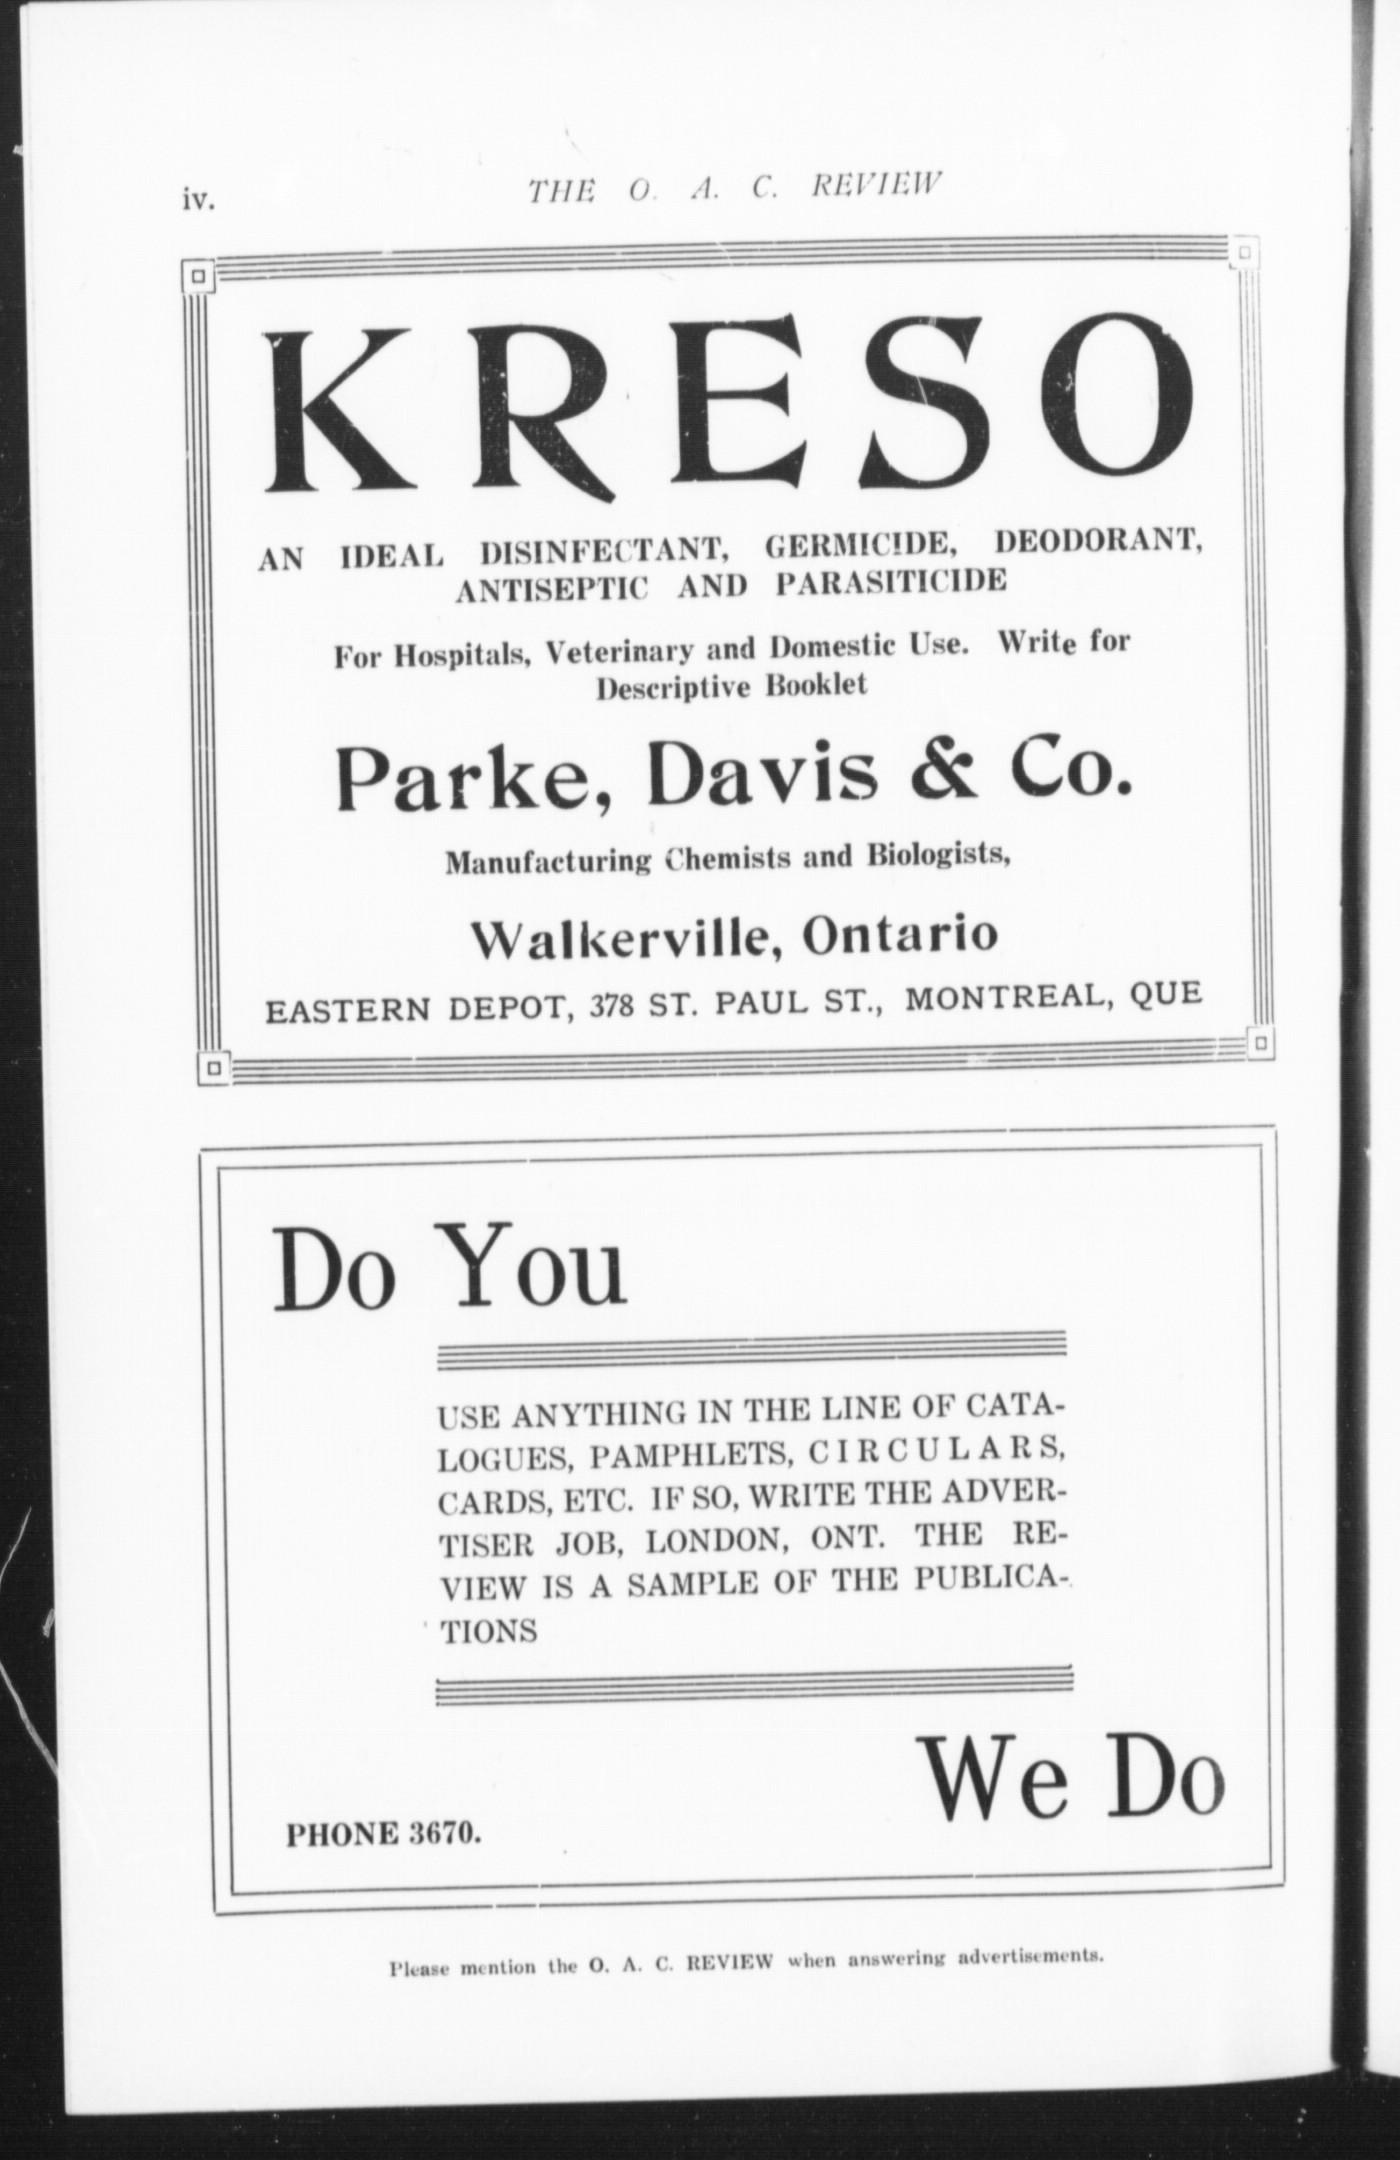 iv.
THE O. A. C. REVIEW
KRESO
AN IDEAL DISINFECTANT, GERMICIDE, DEODORANT,
ANTISEPTIC AND PARASITICIDE
For Hospitals, Veterinary and Domestic Use. Write for
Descriptive Booklet
Parke, Davis & Co.
Manufacturing Chemists and Biologists,
Walkerville, Ontario
EASTERN DEPOT, 378 ST. PAUL ST., MONTREAL, QUE
Do You
USE ANYTHING IN THE LINE OF CATA-
LOGUES, PAMPHLETS, CIRCULARS,
CARDS, ETC. IF SO, WRITE THE ADVER-
TISER JOB, LONDON, ONT. THE RE-
VIEW IS A SAMPLE OF THE PUBLICA-
TIONS
We Do
PHONE 3670.
Please mention the O. A. C. REVIEW when answering advertisements.